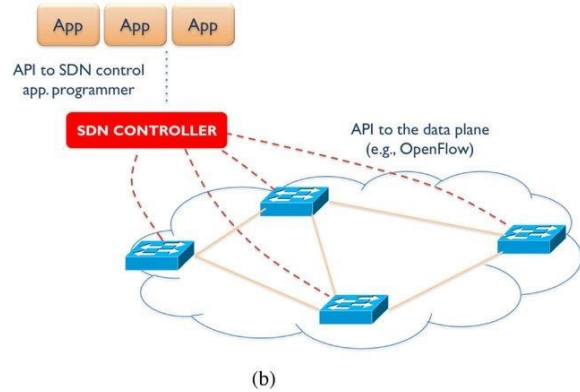 App App App
API to SDN control
app. programmer
SDN CONTROLLER
API to the data plane
(e.g., OpenFlow)
(b)